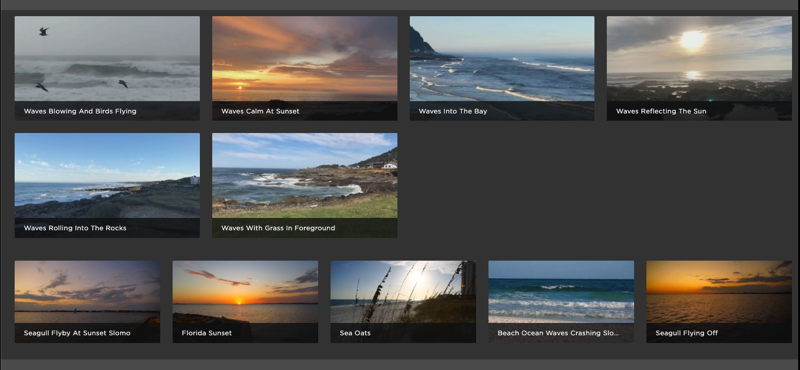 Waves Blowing And Birds Flying
Waves Calm At Sunset
Waves Into The Bay
Waves Reflecting The Sun
Waves Rolling Into The Rocks
Waves With Grass In Foreground
Seagull Flyby At Sunset Slomo
Florida Sunset
Sea Oats
Beach Ocean Waves Crashing Slo...
Seagull Flying Off